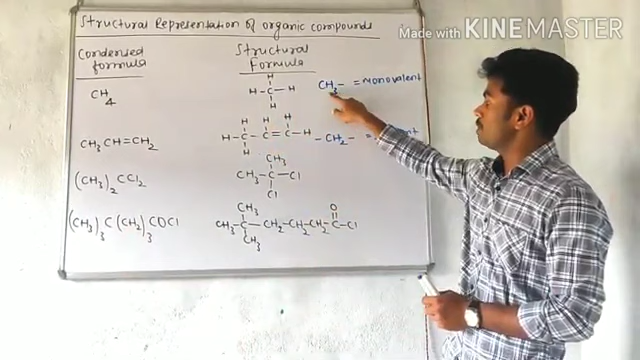 Made with KINEMASTER
Structural Representation of organic compounds
Condensed formula
Structural Formula
CH4
H
H - C - H
H
CH3 - = monovalent
CH3CH=CH2
H H H
H - C - C = C - H
H
- CH2 - =
(CH3)2 CCl2
CH3
CH3 - C - Cl
Cl
(CH3)3 C (CH2)3 COCl
CH3 O
CH3 - C - CH2 - CH2 - CH2 - C - Cl
CH3